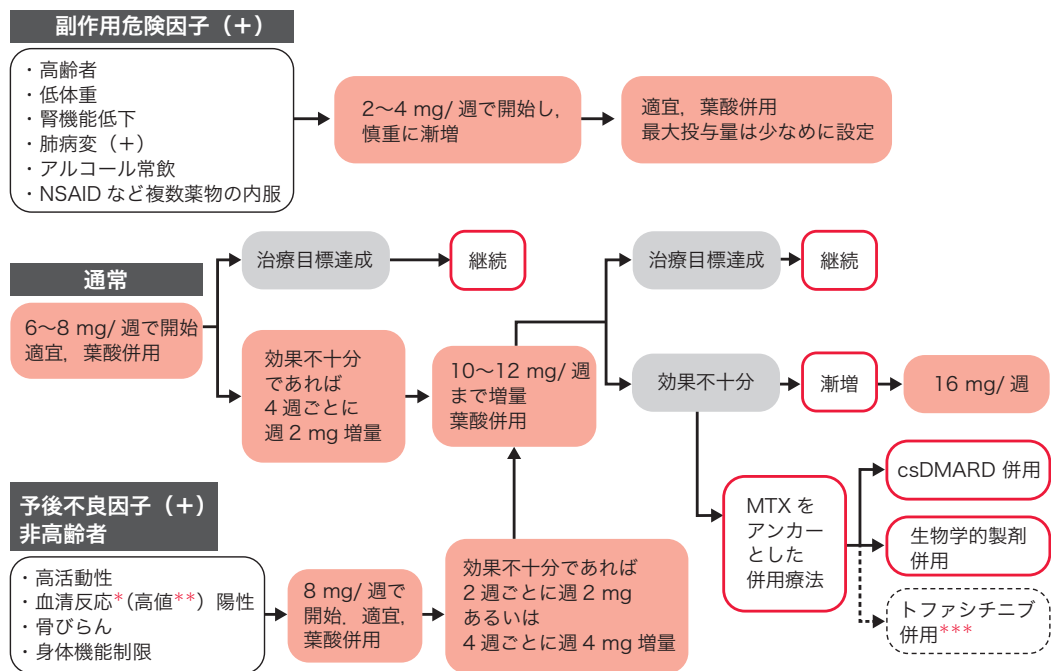 副作用危険因子（+）
・高齢者
・低体重
・腎機能低下
・肺病変（+）
・アルコール常飲
・NSAID など複数薬物の内服
2〜4 mg/ 週で開始し，
慎重に漸増
適宜，葉酸併用
最大投与量は少なめに設定
通常
6〜8 mg/ 週で開始
適宜，葉酸併用
治療目標達成
継続
効果不十分
であれば
4 週ごとに
週 2 mg 増量
10〜12 mg/ 週
まで増量
葉酸併用
治療目標達成
継続
効果不十分
漸増
16 mg/ 週
MTX を
アンカー
とした
併用療法
csDMARD 併用
生物学的製剤
併用
トファシチニブ
併用***
予後不良因子（+）
非高齢者
・高活動性
・血清反応*(高値**）陽性
・骨びらん
・身体機能制限
8 mg/ 週で
開始，適宜，
葉酸併用
効果不十分であれば
2 週ごとに週 2 mg
あるいは
4 週ごとに週 4 mg 増量